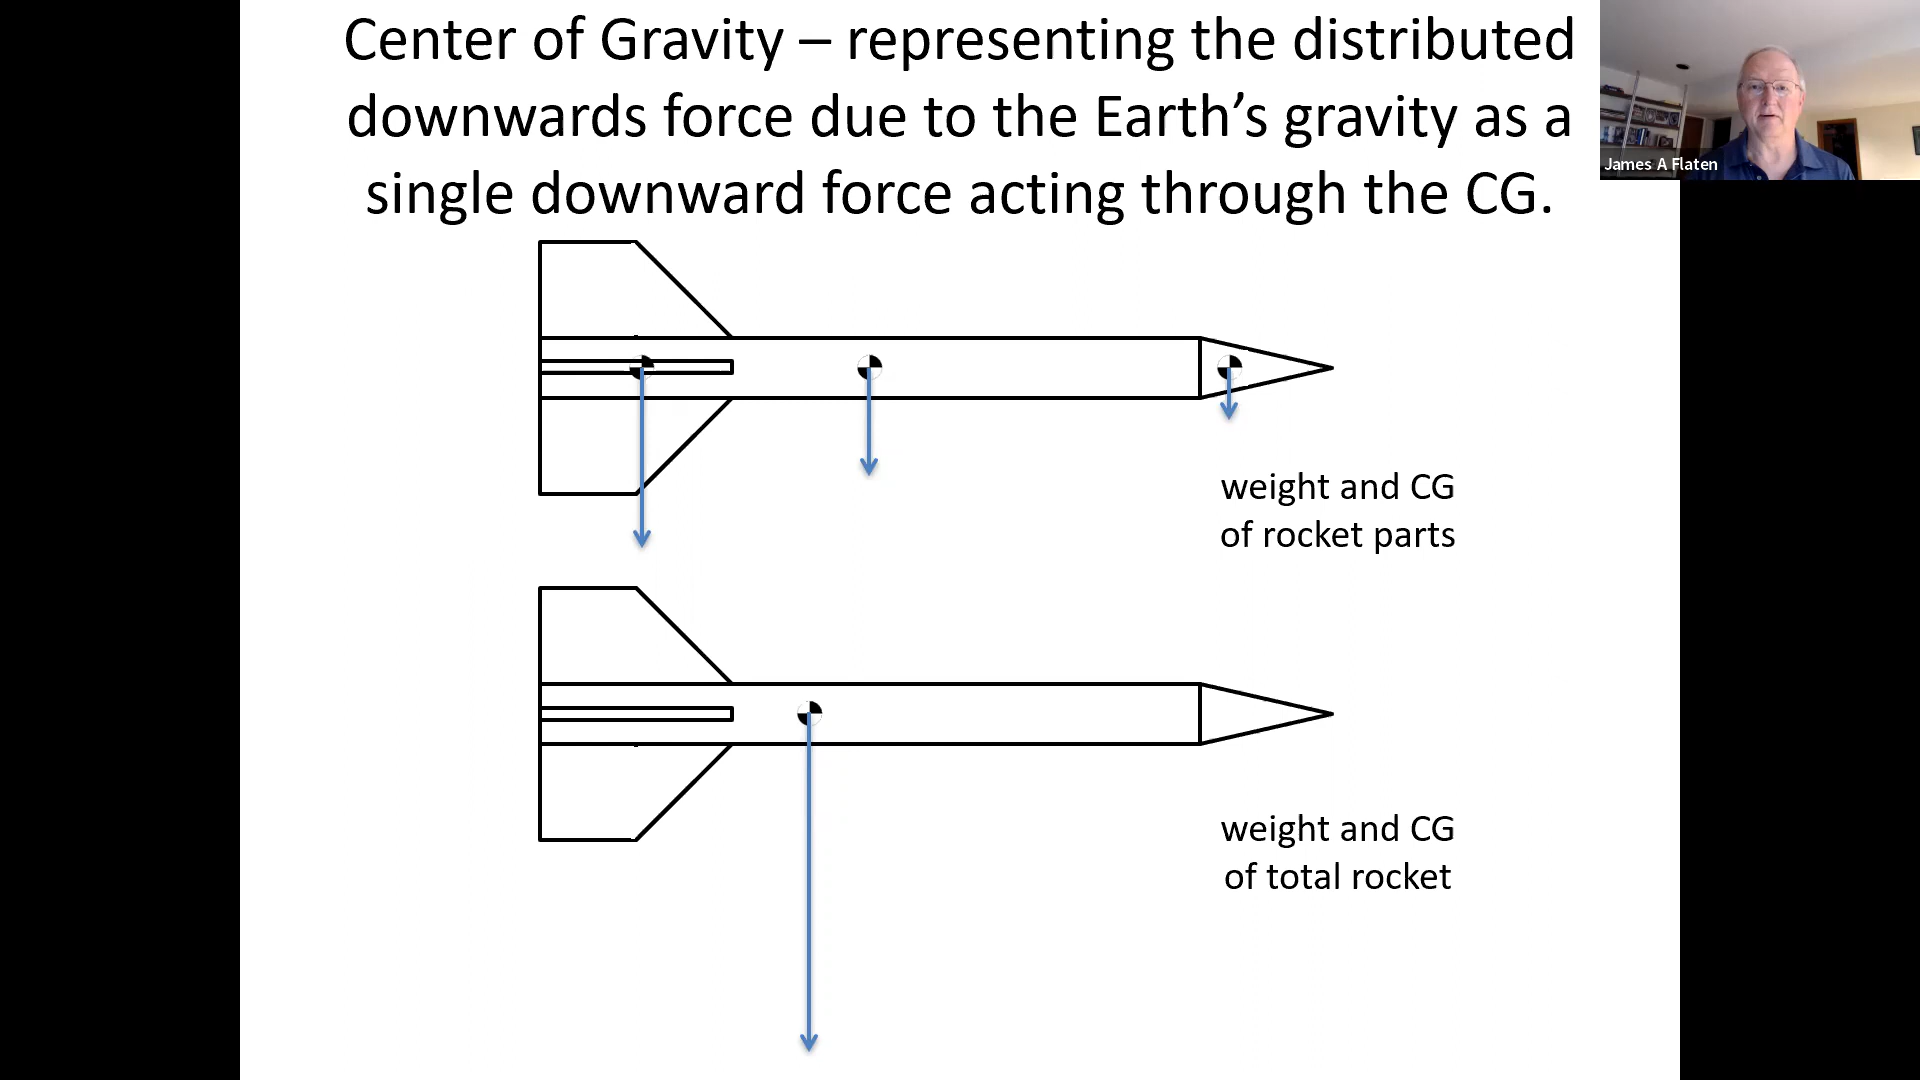 Center of Gravity – representing the distributed
downwards force due to the Earth’s gravity as a
single downward force acting through the CG.
James A Flaten
weight and CG
of rocket parts
weight and CG
of total rocket